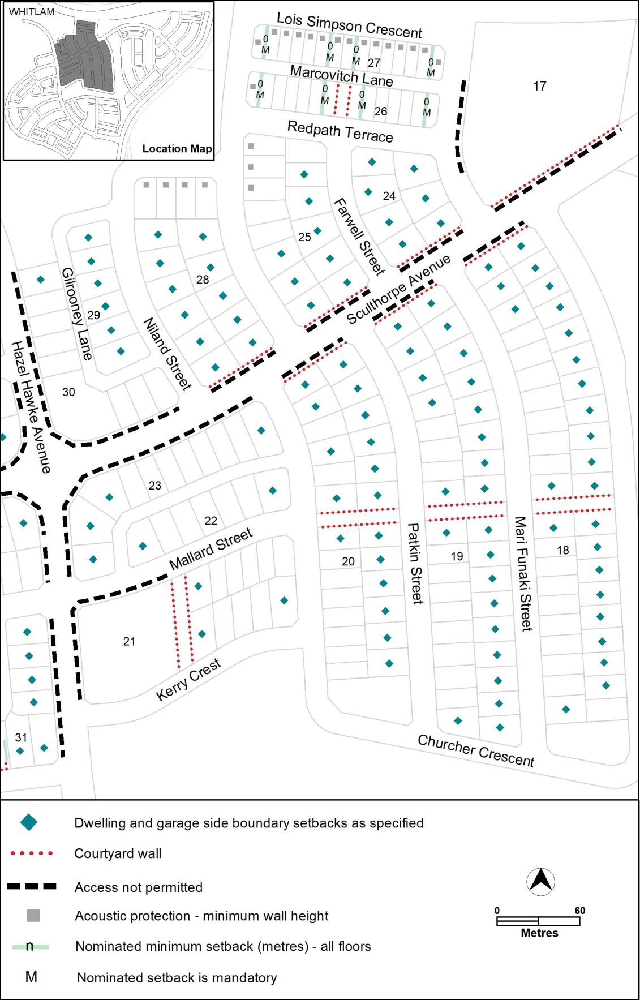 WHITLAM
Location Map
Lois Simpson Crescent
0
M
0
M
0
M
27
0
M
Marcovitch Lane
0
M
0
M
0
M
26
0
M
Redpath Terrace
17
24
Farwell Street
25
Sculthorpe Avenue
28
Gilrooney Lane
29
Niland Street
Hazel Hawke Avenue
30
23
22
Mallard Street
20
Patkin Street
19
Mari Funaki Street
18
21
Kerry Crest
31
Churcher Crescent
Dwelling and garage side boundary setbacks as specified
Courtyard wall
Access not permitted
Acoustic protection - minimum wall height
n Nominated minimum setback (metres) - all floors
M Nominated setback is mandatory
0 60
Metres